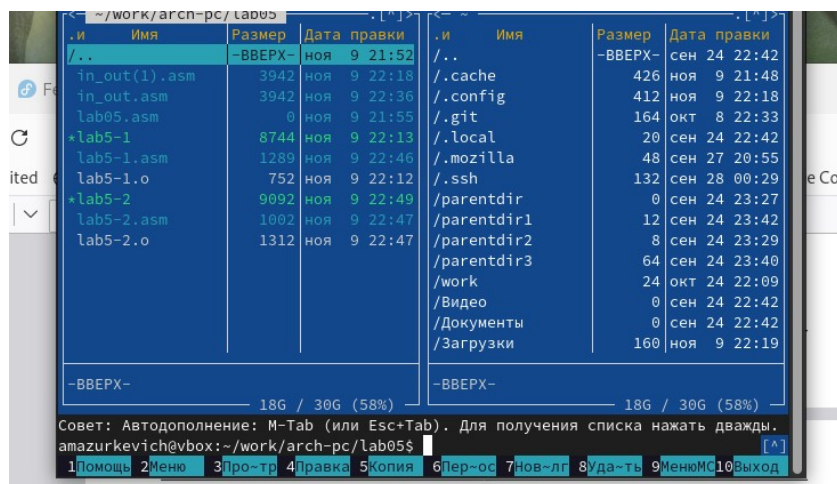 ~/work/arch-pc/lab05 .[^]> <─ ~ .[^]>
.и Имя Размер Дата правки .и Имя Размер Дата правки
/.. -ВВЕРХ- ноя 9 21:52 /.. -ВВЕРХ- сен 24 22:42
in_out(1).asm 3942 ноя 9 22:18 /.cache 426 ноя 9 21:48
in_out.asm 3942 ноя 9 22:36 /.config 412 ноя 9 22:18
lab05.asm 0 ноя 9 21:55 /.git 164 окт 8 22:33
*lab5-1 8744 ноя 9 22:13 /.local 20 сен 24 22:42
lab5-1.asm 1289 ноя 9 22:46 /.mozilla 48 сен 27 20:55
lab5-1.o 752 ноя 9 22:12 /.ssh 132 сен 28 00:29
*lab5-2 9092 ноя 9 22:49 /parentdir 0 сен 24 23:27
lab5-2.asm 1002 ноя 9 22:47 /parentdir1 12 сен 24 23:42
lab5-2.o 1312 ноя 9 22:47 /parentdir2 8 сен 24 23:29
/parentdir3 64 сен 24 23:40
/work 24 окт 24 22:09
/Видео 0 сен 24 22:42
/Документы 0 сен 24 22:42
/Загрузки 160 ноя 9 22:19
-ВВЕРХ- -ВВЕРХ-
18G / 30G (58%) 18G / 30G (58%)
Совет: Автодополнение: M-Tab (или Esc+Tab). Для получения списка нажать дважды.
amazurkevich@vbox:~/work/arch-pc/lab05$ [^]
1Помощь 2Меню 3Про~тр 4Правка 5Копия 6Пер~ос 7Нов~лг 8Уда~ть 9МенюMC 10Выход